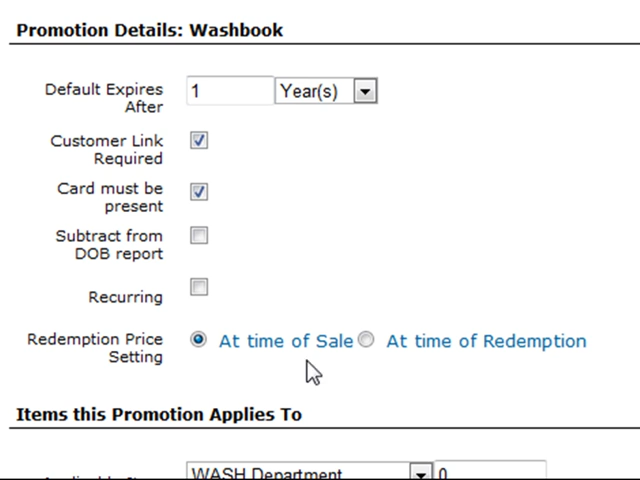 Promotion Details: Washbook
Default Expires After
1 Year(s)
Customer Link Required
Card must be present
Subtract from DOB report
Recurring
Redemption Price Setting
At time of Sale At time of Redemption
Items this Promotion Applies To
WASH Department 0